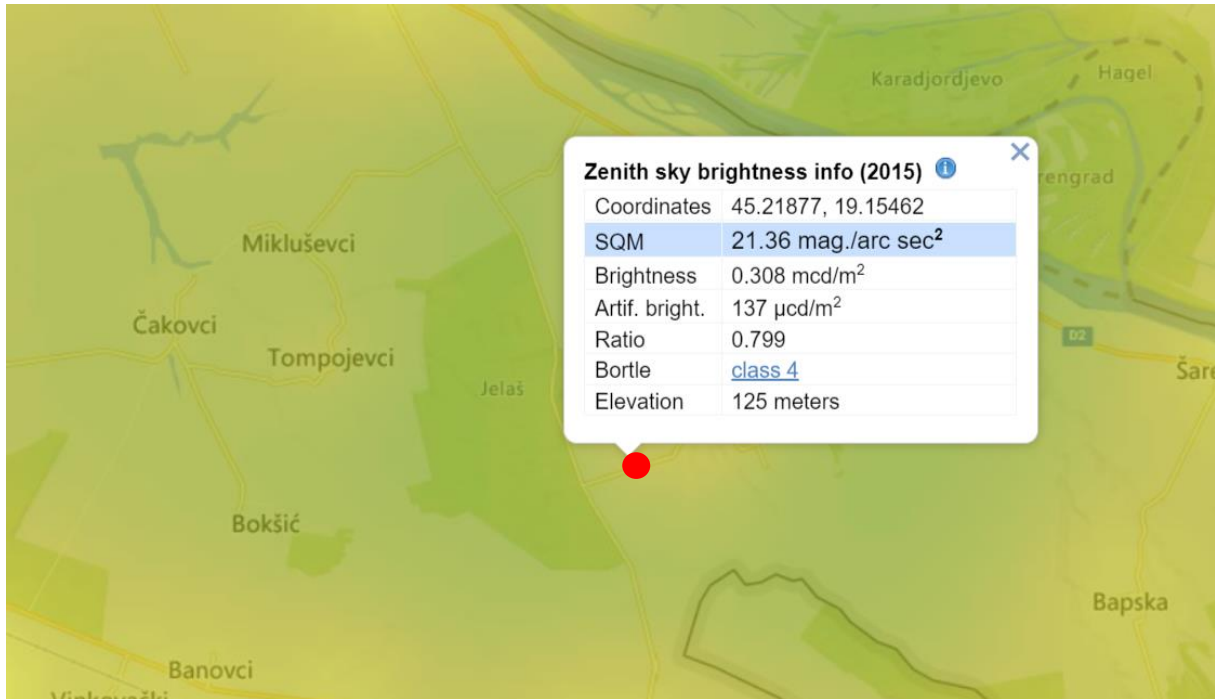 Karadjordjevo
Hagel
Zenith sky brightness info (2015)
Coordinates 45.21877, 19.15462
SQM 21.36 mag./arc sec²
Brightness 0.308 mcd/m²
Artif. bright. 137 µcd/m²
Ratio 0.799
Bortle class 4
Elevation 125 meters
rengrad
Mikluševci
Čakovci
Tompojevci
D2
Jelaš
Šare
Bokšić
Bapska
Banovci